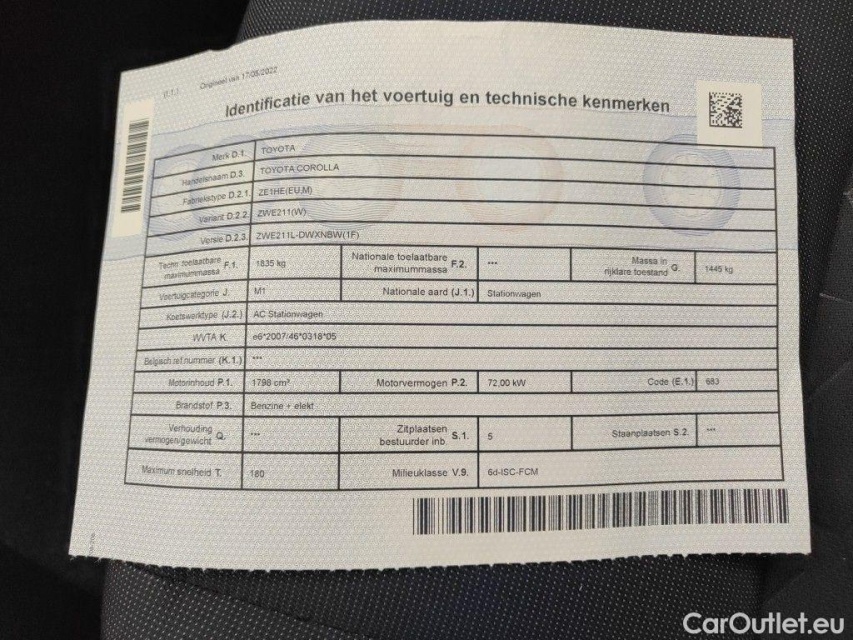 (I.1.) Origineel van 17/05/2022
Identificatie van het voertuig en technische kenmerken
Merk D.1. TOYOTA
Handelsnaam D.3. TOYOTA COROLLA
Fabriekstype D.2.1. ZE1HE(EU,M)
Variant D.2.2. ZWE211(W)
Versie D.2.3. ZWE211L-DWXNBW(1F)
Techn. toelaatbare maximummassa F.1. 1835 kg Nationale toelaatbare maximummassa F.2. *** Massa in rijklare toestand G. 1445 kg
Voertuigcategorie J. M1 Nationale aard (J.1.) Stationwagen
Koetswerktype (J.2.) AC Stationwagen
WVTA K. e6*2007/46*0318*05
Belgisch ref.nummer (K.1.) ***
Motorinhoud P.1. 1798 cm³ Motorvermogen P.2. 72,00 kW Code (E.1.) 683
Brandstof P.3. Benzine + elekt
Verhouding vermogen/gewicht Q. *** Zitplaatsen bestuurder inb. S.1. 5 Staanplaatsen S.2. ***
Maximum snelheid T. 180 Milieuklasse V.9. 6d-ISC-FCM
CarOutlet.eu